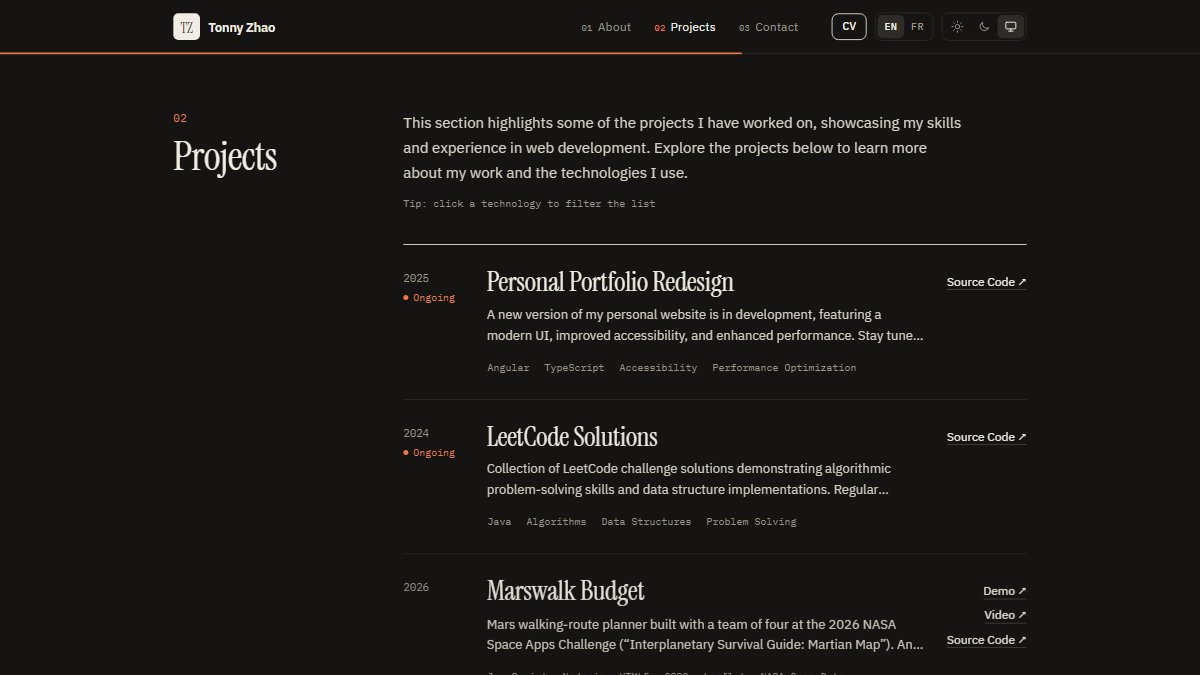 TZ Tonny Zhao 01 About 02 Projects 03 Contact CV EN FR
02
Projects
This section highlights some of the projects I have worked on, showcasing my skills
and experience in web development. Explore the projects below to learn more
about my work and the technologies I use.
Tip: click a technology to filter the list
2025
Ongoing
Personal Portfolio Redesign
Source Code ↗
A new version of my personal website is in development, featuring a
modern UI, improved accessibility, and enhanced performance. Stay tune…
Angular TypeScript Accessibility Performance Optimization
2024
Ongoing
LeetCode Solutions
Source Code ↗
Collection of LeetCode challenge solutions demonstrating algorithmic
problem-solving skills and data structure implementations. Regular…
Java Algorithms Data Structures Problem Solving
2026
Marswalk Budget
Demo ↗
Video ↗
Source Code ↗
Mars walking-route planner built with a team of four at the 2026 NASA
Space Apps Challenge (“Interplanetary Survival Guide: Martian Map”). An…